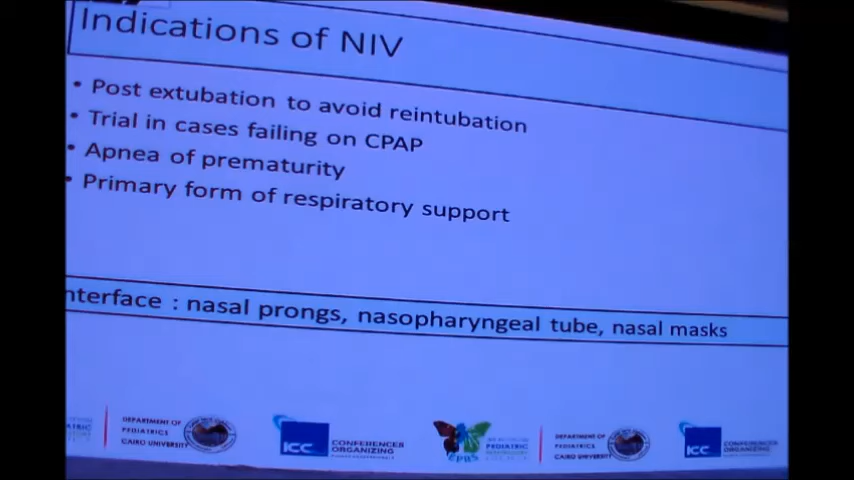 Indications of NIV
• Post extubation to avoid reintubation
• Trial in cases failing on CPAP
• Apnea of prematurity
• Primary form of respiratory support
nterface : nasal prongs, nasopharyngeal tube, nasal masks
DEPARTMENT OF
PEDIATRICS
CAIRO UNIVERSITY
ICC
CONFERENCES
ORGANIZING
EPRS
PEDIATRIC
DEPARTMENT OF
PEDIATRICS
CAIRO UNIVERSITY
ICC
CONFERENCES
ORGANIZING